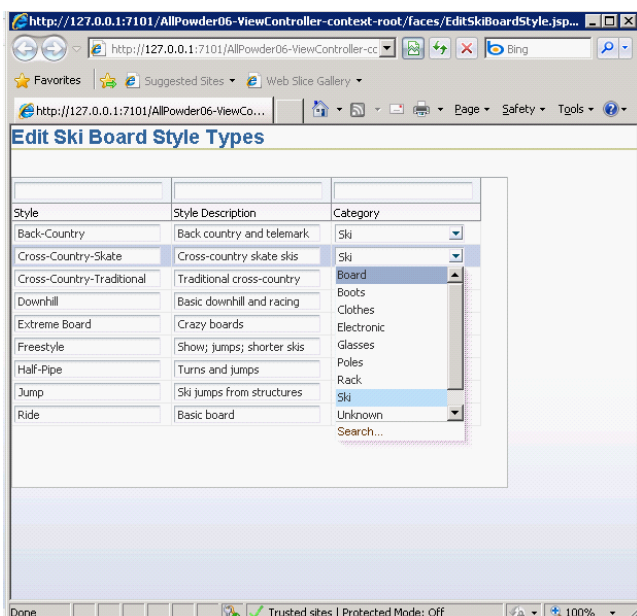 http://127.0.0.1:7101/AllPowder06-ViewController-context-root/faces/EditSkiBoardStyle.jsp...
http://127.0.0.1:7101/AllPowder06-ViewController-cc
Bing
Favorites
Suggested Sites
Web Slice Gallery
http://127.0.0.1:7101/AllPowder06-ViewCo...
Page
Safety
Tools
Edit Ski Board Style Types
Style Style Description Category
Back-Country Back country and telemark Ski
Cross-Country-Skate Cross-country skate skis Ski
Cross-Country-Traditional Traditional cross-country
Downhill Basic downhill and racing
Extreme Board Crazy boards
Freestyle Show; jumps; shorter skis
Half-Pipe Turns and jumps
Jump Ski jumps from structures
Ride Basic board
Board
Boots
Clothes
Electronic
Glasses
Poles
Rack
Ski
Unknown
Search...
Done
Trusted sites | Protected Mode: Off
100%